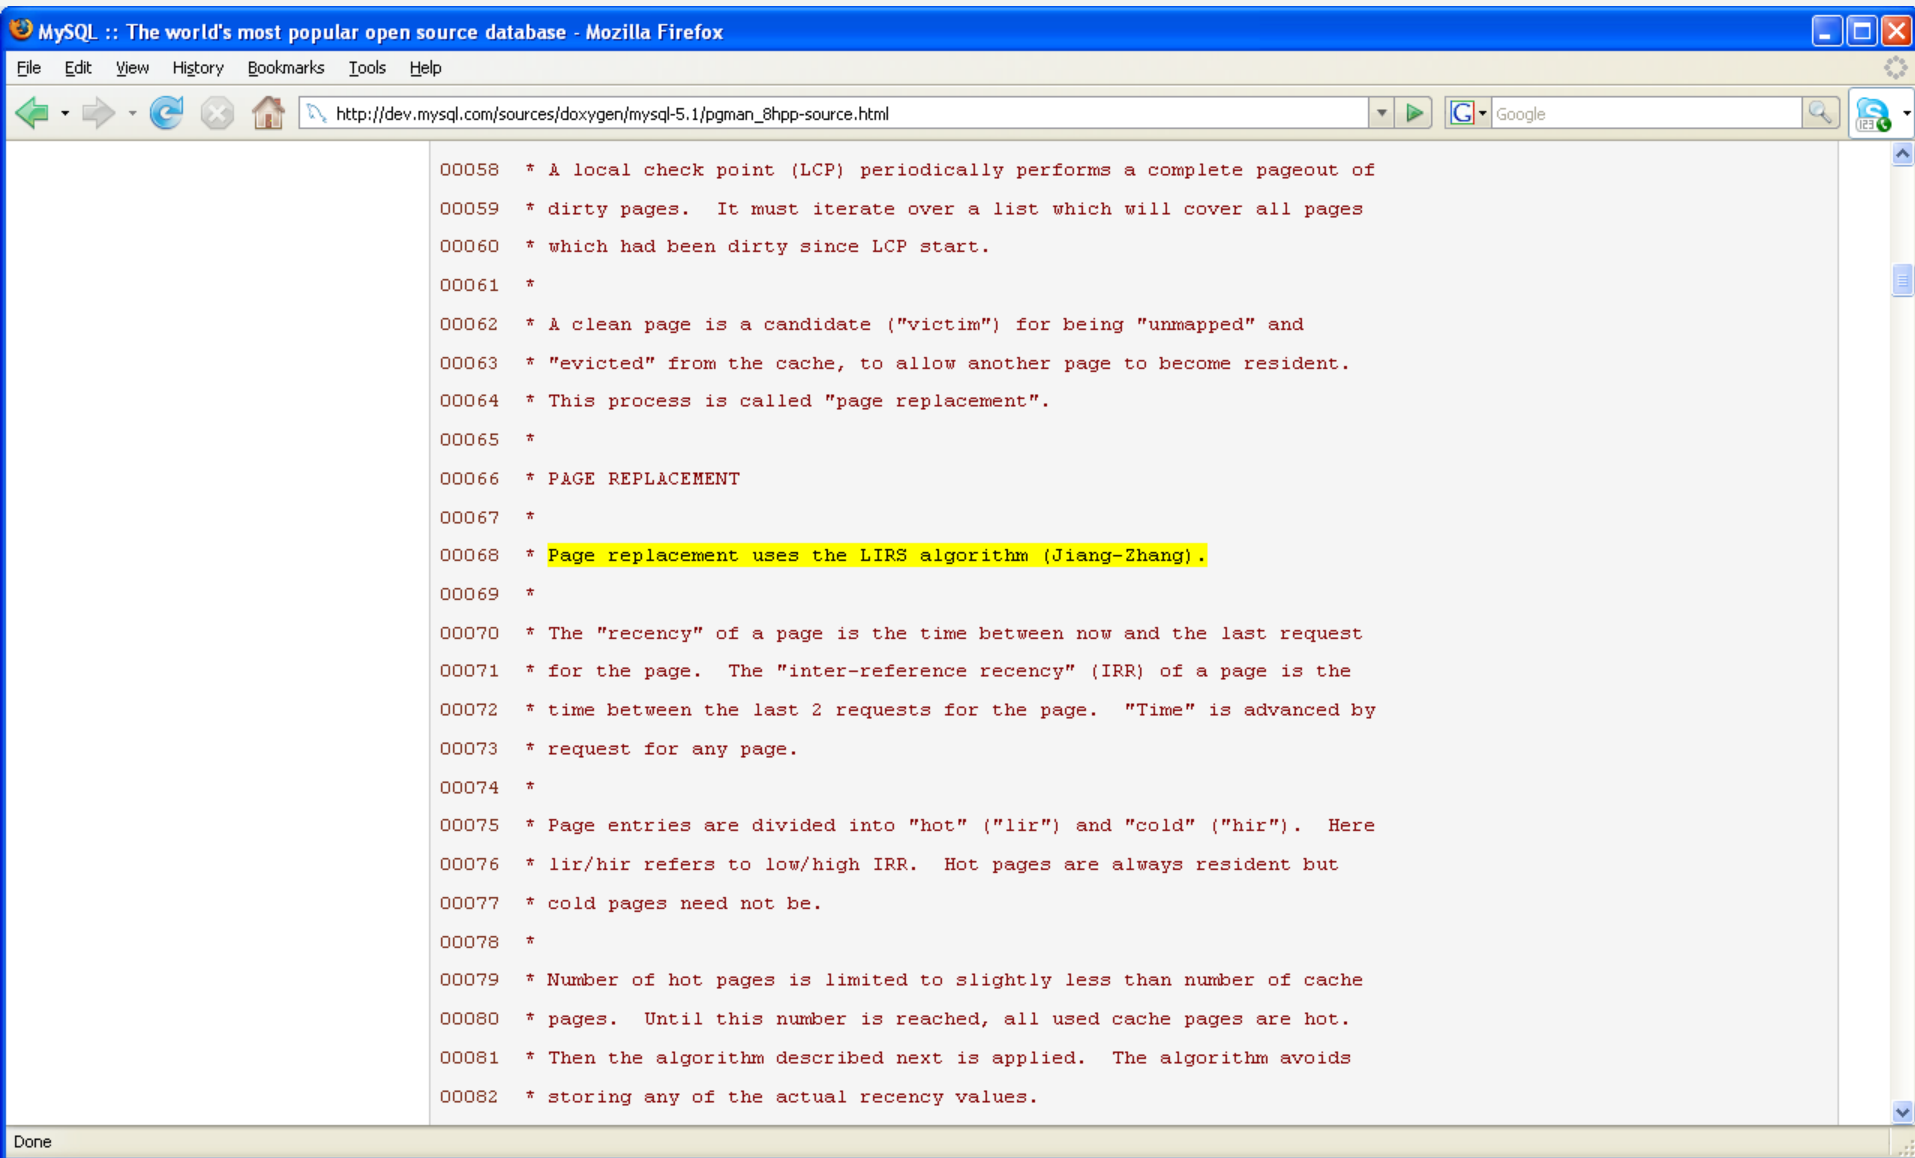 MySQL :: The world's most popular open source database - Mozilla Firefox
File Edit View History Bookmarks Tools Help
http://dev.mysql.com/sources/doxygen/mysql-5.1/pgman_8hpp-source.html G Google 123
00058 * A local check point (LCP) periodically performs a complete pageout of
00059 * dirty pages. It must iterate over a list which will cover all pages
00060 * which had been dirty since LCP start.
00061 *
00062 * A clean page is a candidate ("victim") for being "unmapped" and
00063 * "evicted" from the cache, to allow another page to become resident.
00064 * This process is called "page replacement".
00065 *
00066 * PAGE REPLACEMENT
00067 *
00068 * Page replacement uses the LIRS algorithm (Jiang-Zhang).
00069 *
00070 * The "recency" of a page is the time between now and the last request
00071 * for the page. The "inter-reference recency" (IRR) of a page is the
00072 * time between the last 2 requests for the page. "Time" is advanced by
00073 * request for any page.
00074 *
00075 * Page entries are divided into "hot" ("lir") and "cold" ("hir"). Here
00076 * lir/hir refers to low/high IRR. Hot pages are always resident but
00077 * cold pages need not be.
00078 *
00079 * Number of hot pages is limited to slightly less than number of cache
00080 * pages. Until this number is reached, all used cache pages are hot.
00081 * Then the algorithm described next is applied. The algorithm avoids
00082 * storing any of the actual recency values.
Done